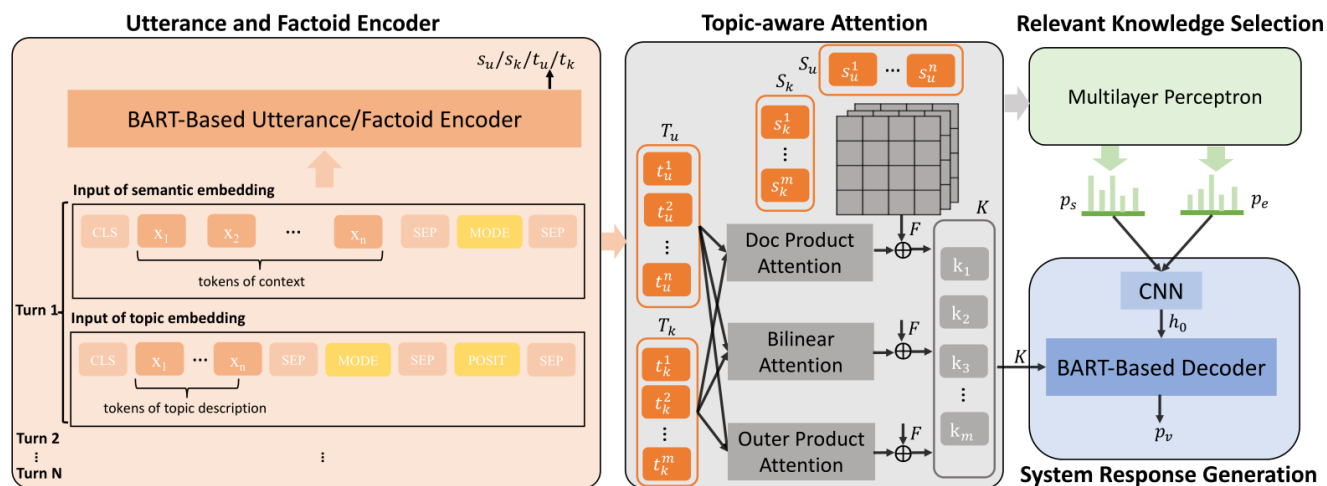 Utterance and Factoid Encoder
s_u/s_k/t_u/t_k
BART-Based Utterance/Factoid Encoder
Input of semantic embedding
CLS x_1 x_2 ... x_n SEP MODE SEP
tokens of context
Turn 1
Input of topic embedding
CLS x_1 ... x_n SEP MODE SEP POSIT SEP
tokens of topic description
Turn 2
⋮ ⋮
Turn N
Topic-aware Attention
S_u s_u^1 ... s_u^n
S_k
s_k^1
⋮
s_k^m
T_u
t_u^1
t_u^2
⋮
t_u^n
T_k
t_k^1
t_k^2
⋮
t_k^m
Doc Product
Attention
F
Bilinear
Attention
F
Outer Product
Attention
F
K
k_1
k_2
k_3
⋮
k_m
Relevant Knowledge Selection
Multilayer Perceptron
p_s p_e
CNN
h_0
K
BART-Based Decoder
p_v
System Response Generation